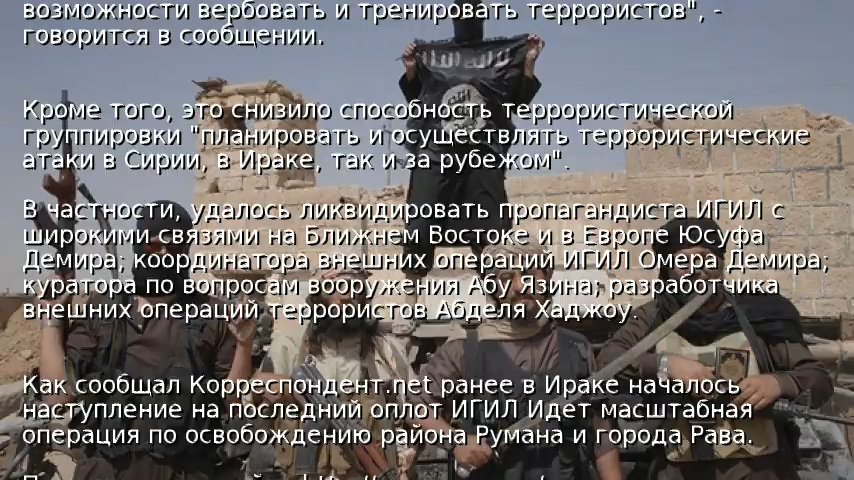 возможности вербовать и тренировать террористов", -
говорится в сообщении.
Кроме того, это снизило способность террористической
группировки "планировать и осуществлять террористические
атаки в Сирии, в Ираке, так и за рубежом".
В частности, удалось ликвидировать пропагандиста ИГИЛ с
широкими связями на Ближнем Востоке и в Европе Юсуфа
Демира; координатора внешних операций ИГИЛ Омера Демира;
куратора по вопросам вооружения Абу Язина; разработчика
внешних операций террористов Абделя Хаджоу.
Как сообщал Корреспондент.net ранее в Ираке началось
наступление на последний оплот ИГИЛ Идет масштабная
операция по освобождению района Румана и города Рава.